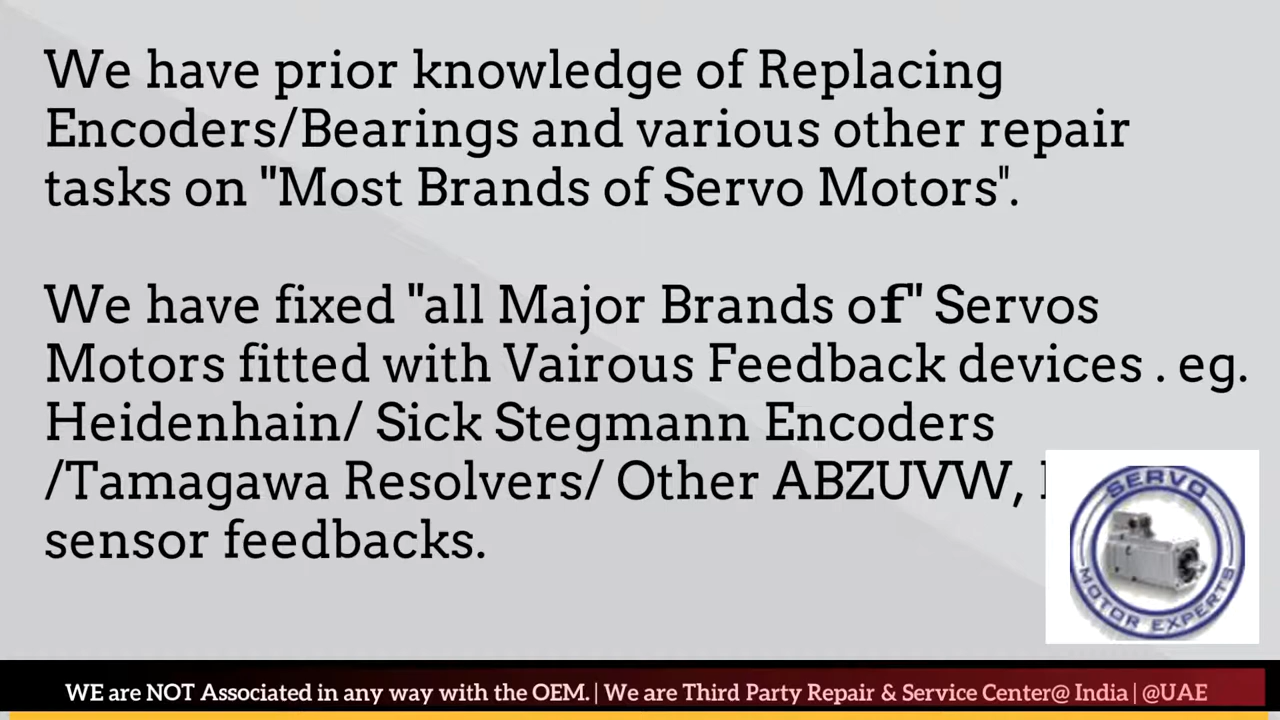 We have prior knowledge of Replacing
Encoders/Bearings and various other repair
tasks on "Most Brands of Servo Motors".
We have fixed "all Major Brands of" Servos
Motors fitted with Vairous Feedback devices . eg.
Heidenhain/ Sick Stegmann Encoders
/Tamagawa Resolvers/ Other ABZUVW,
sensor feedbacks.
SERVO
MOTOR EXPERTS
WE are NOT Associated in any way with the OEM. | We are Third Party Repair & Service Center@ India | @UAE